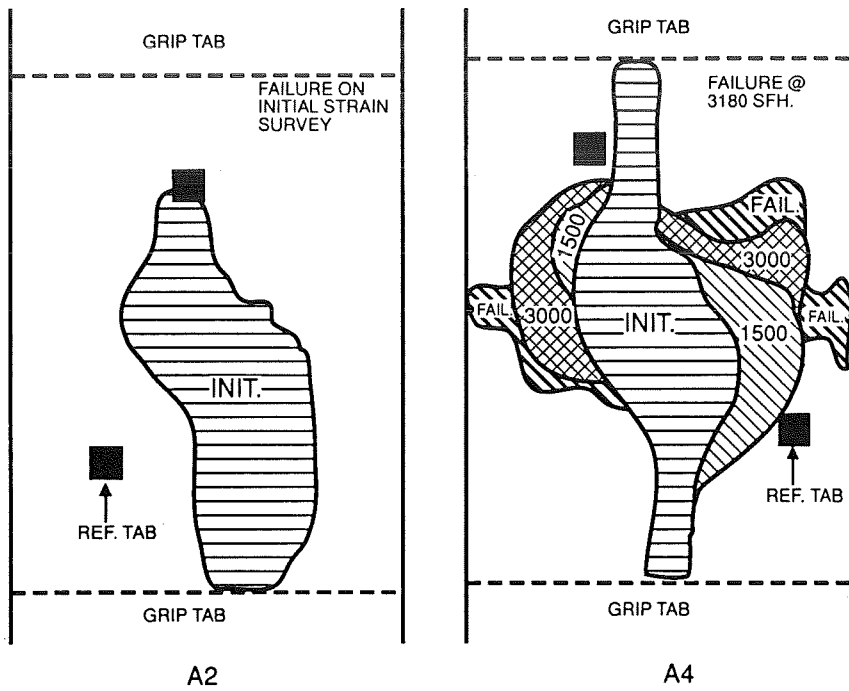 GRIP TAB
FAILURE ON
INITIAL STRAIN
SURVEY
INIT.
REF. TAB
GRIP TAB
A2
GRIP TAB
FAILURE @
3180 SFH.
FAIL.
1500
3000
FAIL.
3000
INIT.
1500
FAIL.
REF. TAB
GRIP TAB
A4